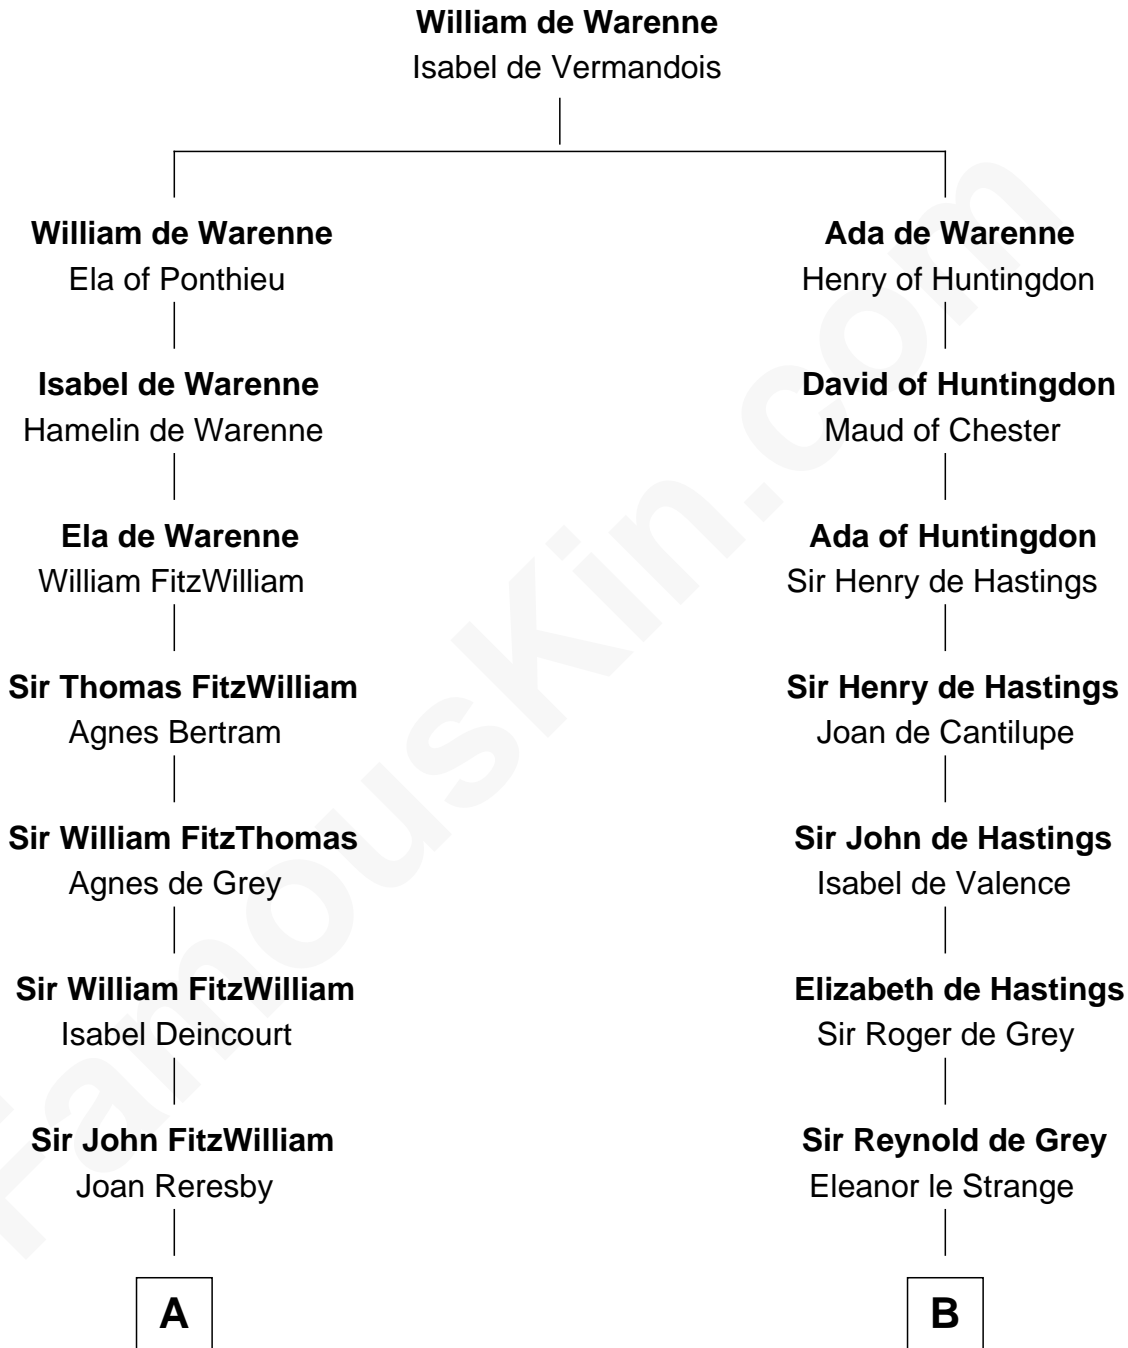 William de Warenne
Isabel de Vermandois
William de Warenne
Ela of Ponthieu
Isabel de Warenne
Hamelin de Warenne
Ela de Warenne
William FitzWilliam
Sir Thomas FitzWilliam
Agnes Bertram
Sir William FitzThomas
Agnes de Grey
Sir William FitzWilliam
Isabel Deincourt
Sir John FitzWilliam
Joan Reresby
A
Ada de Warenne
Henry of Huntingdon
David of Huntingdon
Maud of Chester
Ada of Huntingdon
Sir Henry de Hastings
Sir Henry de Hastings
Joan de Cantilupe
Sir John de Hastings
Isabel de Valence
Elizabeth de Hastings
Sir Roger de Grey
Sir Reynold de Grey
Eleanor le Strange
B
FamousKin.com